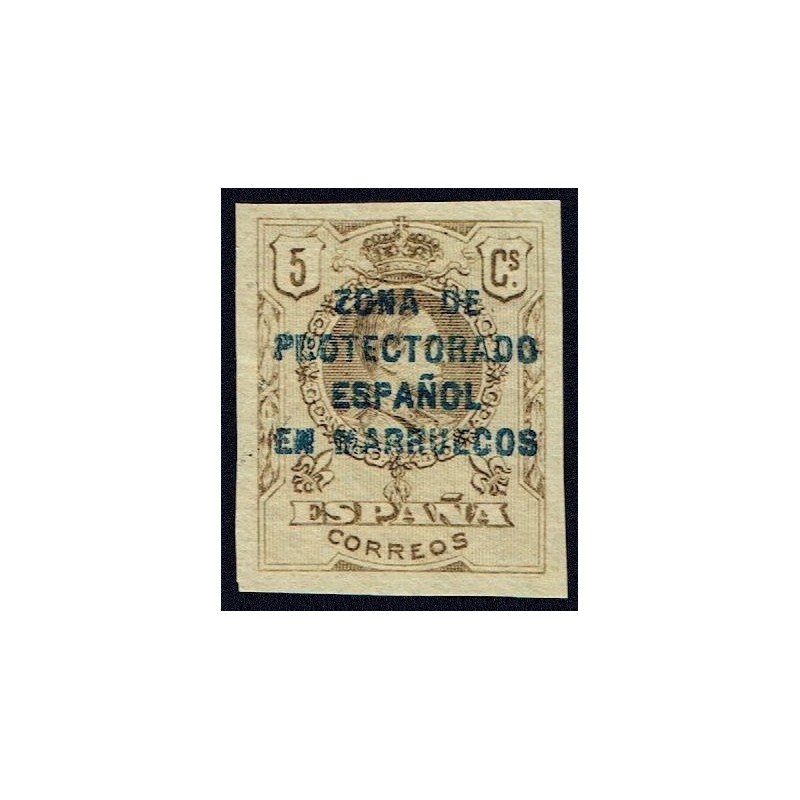 5 Cs.
ZONA DE
PROTECTORADO
ESPAÑOL
EN MARRUECOS
ESPAÑA
CORREOS